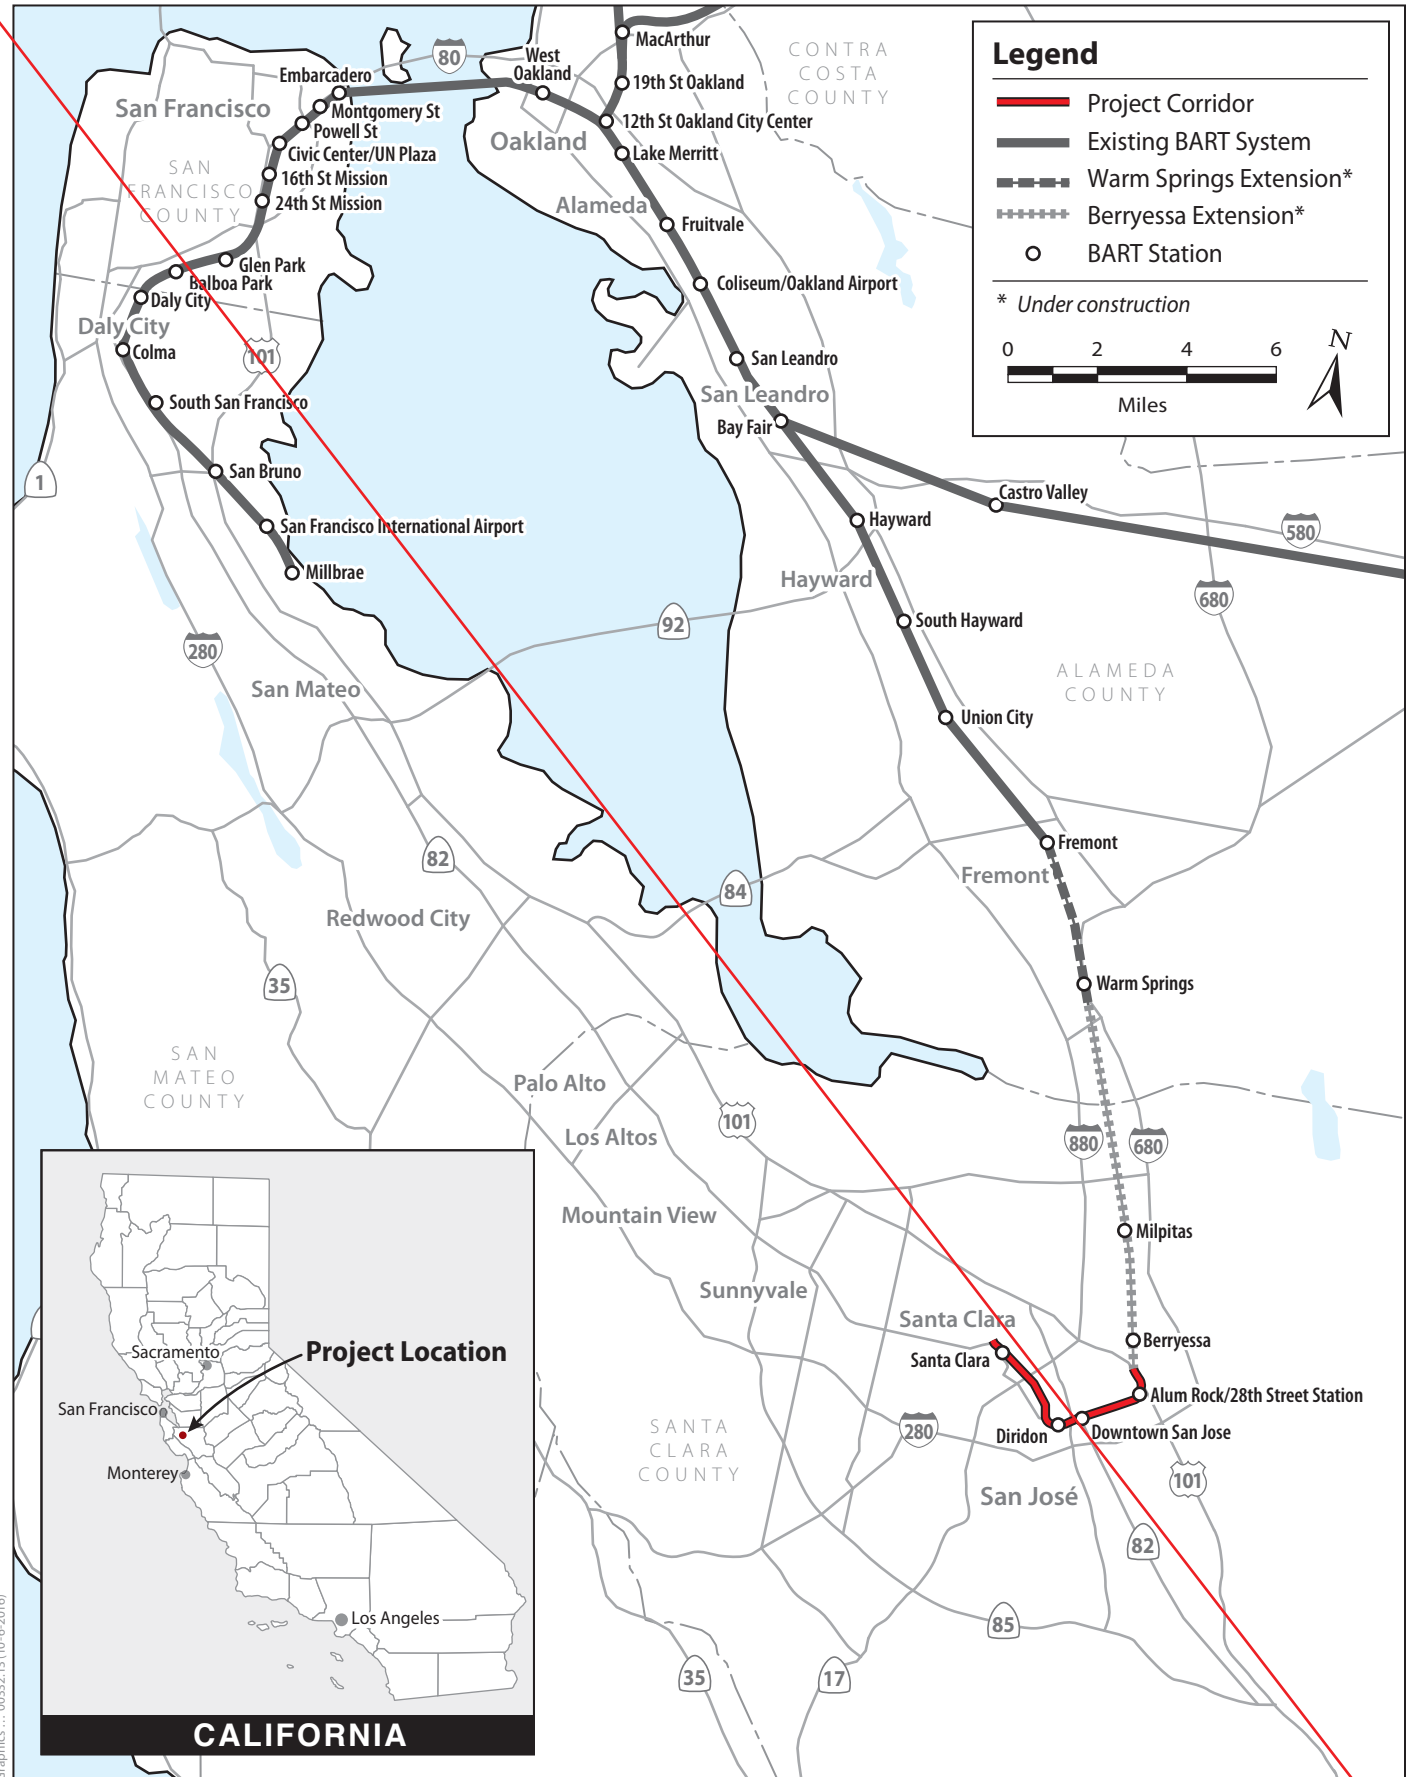 Legend
Project Corridor
Existing BART System
Warm Springs Extension*
Berryessa Extension*
BART Station
* Under construction
0 2 4 6
Miles
N
MacArthur
CONTRA
COSTA
COUNTY
80
West
Oakland
Embarcadero
19th St Oakland
San Francisco
Montgomery St
12th St Oakland City Center
Powell St
Oakland
Civic Center/UN Plaza
Lake Merritt
SAN
FRANCISCO
COUNTY
16th St Mission
24th St Mission
Alameda
Fruitvale
Glen Park
Balboa Park
Daly City
Coliseum/Oakland Airport
Daly City
Colma
101
San Leandro
San Leandro
South San Francisco
Bay Fair
San Bruno
1
Castro Valley
San Francisco International Airport
Hayward
580
Millbrae
Hayward
680
92
South Hayward
280
ALAMEDA
COUNTY
San Mateo
Union City
Fremont
82
Fremont
84
Redwood City
35
Warm Springs
SAN
MATEO
COUNTY
Palo Alto
101
Los Altos
880
680
Mountain View
Milpitas
Sunnyvale
Santa Clara
Berryessa
Santa Clara
Alum Rock/28th Street Station
Diridon
Downtown San Jose
280
SANTA
CLARA
COUNTY
101
San José
82
85
35
17
Sacramento
Project Location
San Francisco
Monterey
Los Angeles
CALIFORNIA